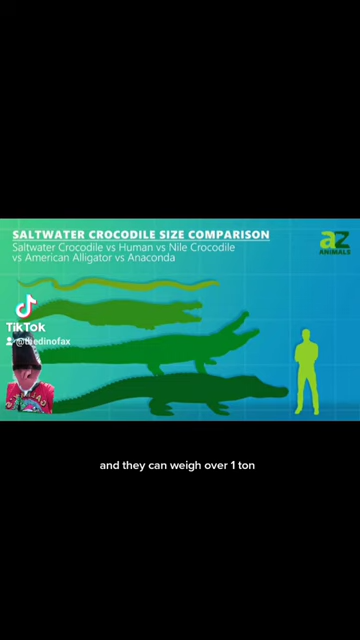 SALTWATER CROCODILE SIZE COMPARISON
Saltwater Crocodile vs Human vs Nile Crocodile
vs American Alligator vs Anaconda
az
ANIMALS
TikTok
@thedinofax
and they can weigh over 1 ton